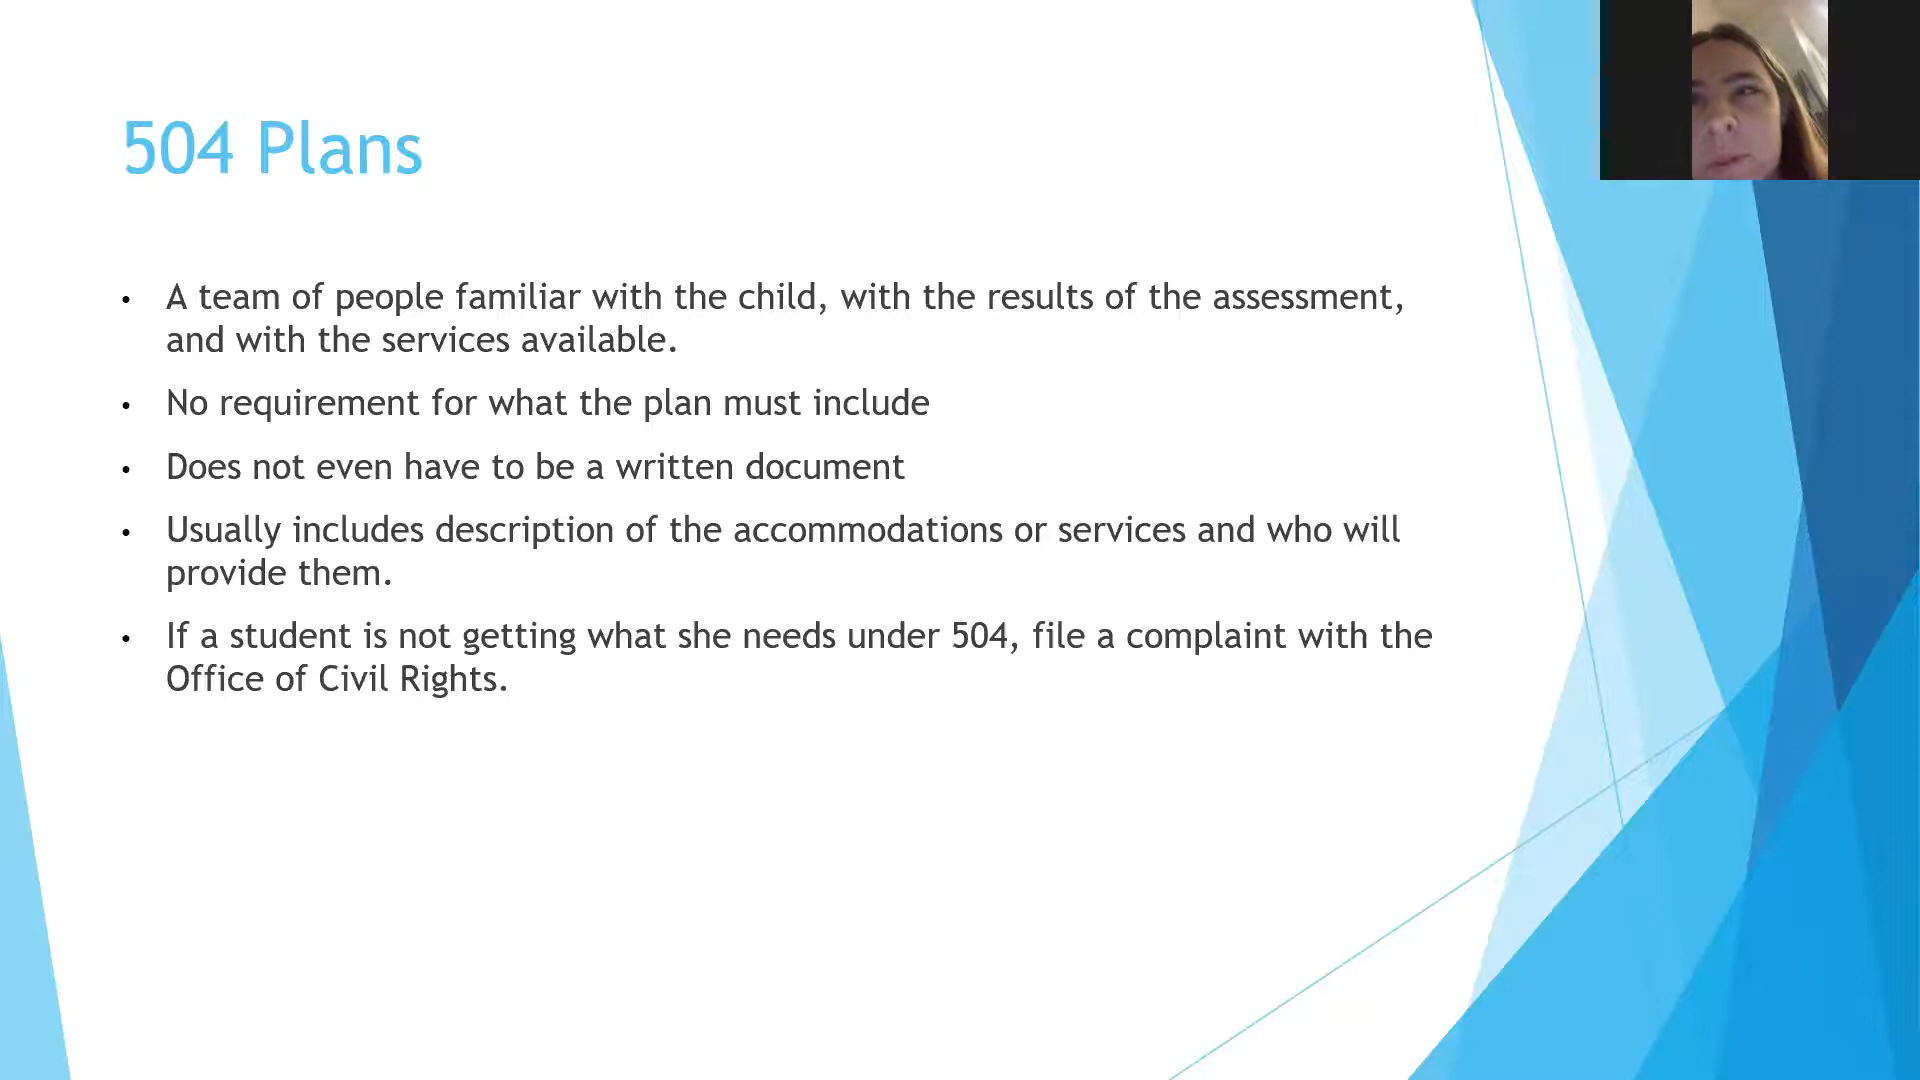 504 Plans
• A team of people familiar with the child, with the results of the assessment,
and with the services available.
• No requirement for what the plan must include
• Does not even have to be a written document
• Usually includes description of the accommodations or services and who will
provide them.
• If a student is not getting what she needs under 504, file a complaint with the
Office of Civil Rights.